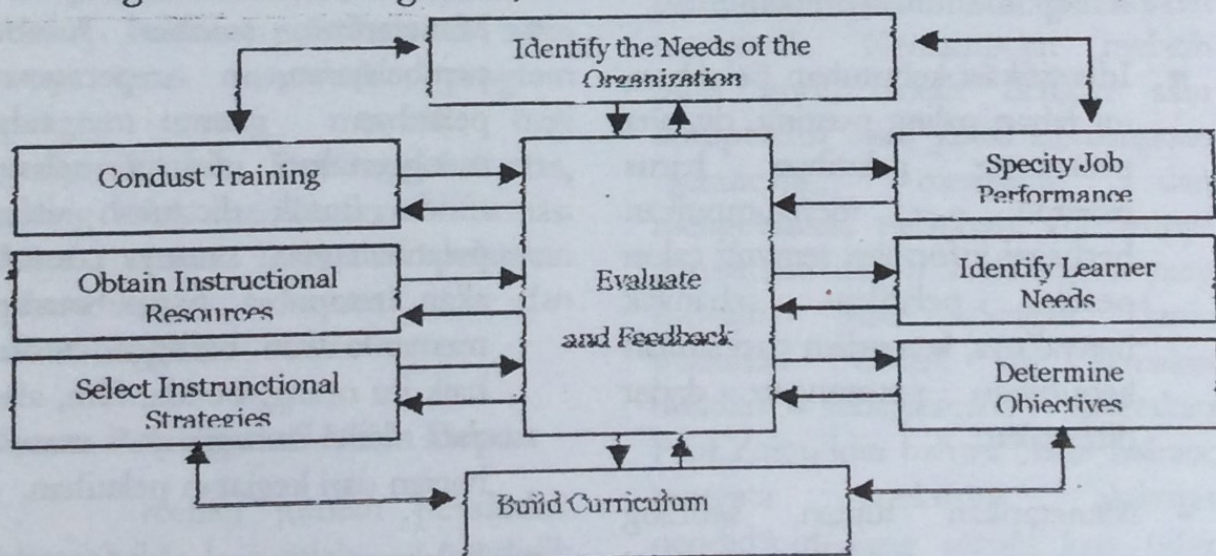 Identify the Needs of the
Organization
Condust Training
Specity Job
Performance
Obtain Instructional
Resources
Evaluate
and Feedback
Identify Learner
Needs
Select Instrunctional
Strategies
Determine
Objectives
Build Curriculum